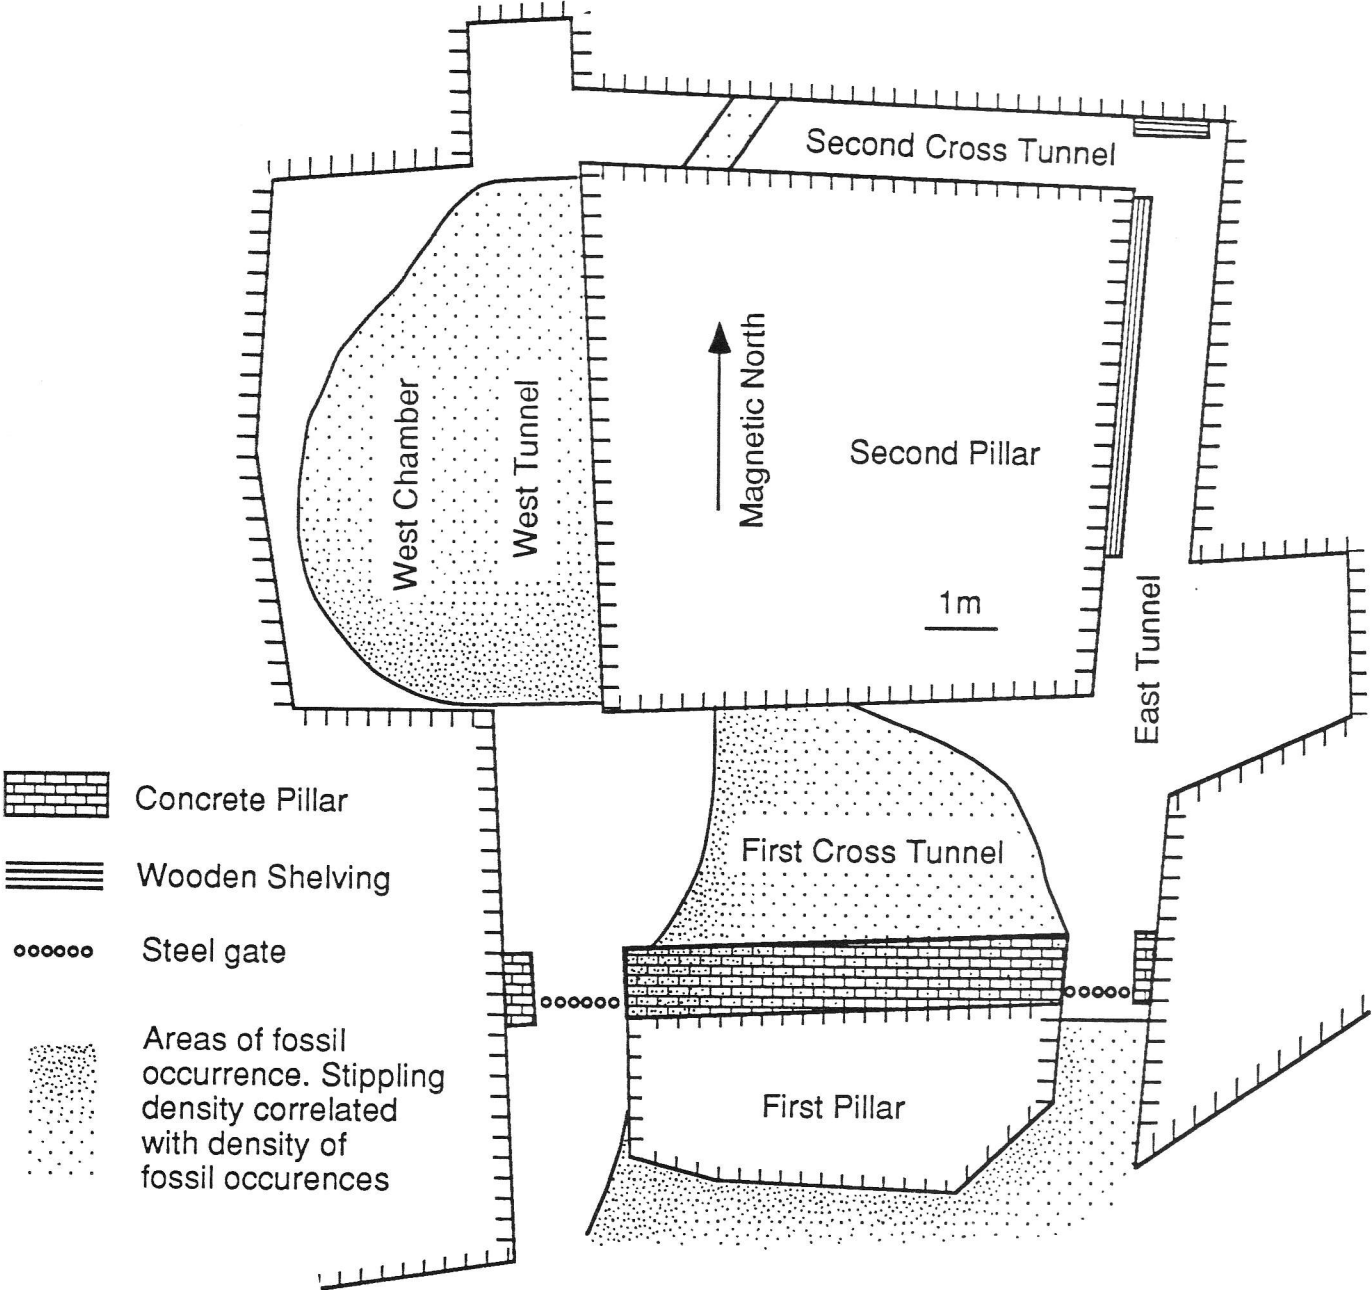 Second Cross Tunnel
West Chamber
West Tunnel
Magnetic North
Second Pillar
1m
East Tunnel
First Cross Tunnel
First Pillar
Concrete Pillar
Wooden Shelving
Steel gate
Areas of fossil
occurrence. Stippling
density correlated
with density of
fossil occurences